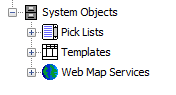 System Objects
Pick Lists
Templates
Web Map Services